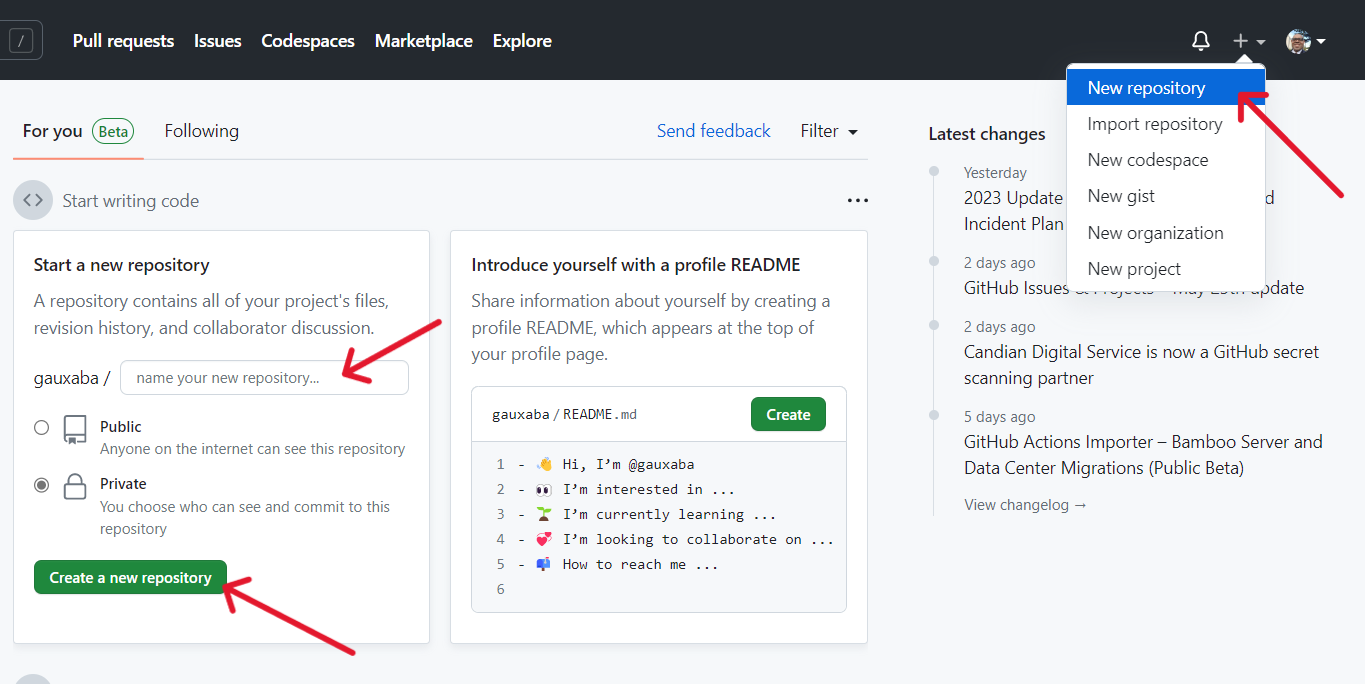 /
Pull requests Issues Codespaces Marketplace Explore
New repository
Import repository
New codespace
New gist
New organization
New project
For you Beta Following Send feedback Filter
Start writing code
Start a new repository
A repository contains all of your project's files,
revision history, and collaborator discussion.
gauxaba / name your new repository...
Public
Anyone on the internet can see this repository
Private
You choose who can see and commit to this
repository
Create a new repository
Introduce yourself with a profile README
Share information about yourself by creating a
profile README, which appears at the top of
your profile page.
gauxaba / README.md Create
1 - 👋 Hi, I’m @gauxaba
2 - 👀 I’m interested in ...
3 - 🌱 I’m currently learning ...
4 - 💞️ I’m looking to collaborate on ...
5 - 📫 How to reach me ...
6
Latest changes
Yesterday
2023 Update
Incident Plan
2 days ago
GitHub Issues & Projects – May 25th update
2 days ago
Candian Digital Service is now a GitHub secret
scanning partner
5 days ago
GitHub Actions Importer – Bamboo Server and
Data Center Migrations (Public Beta)
View changelog →